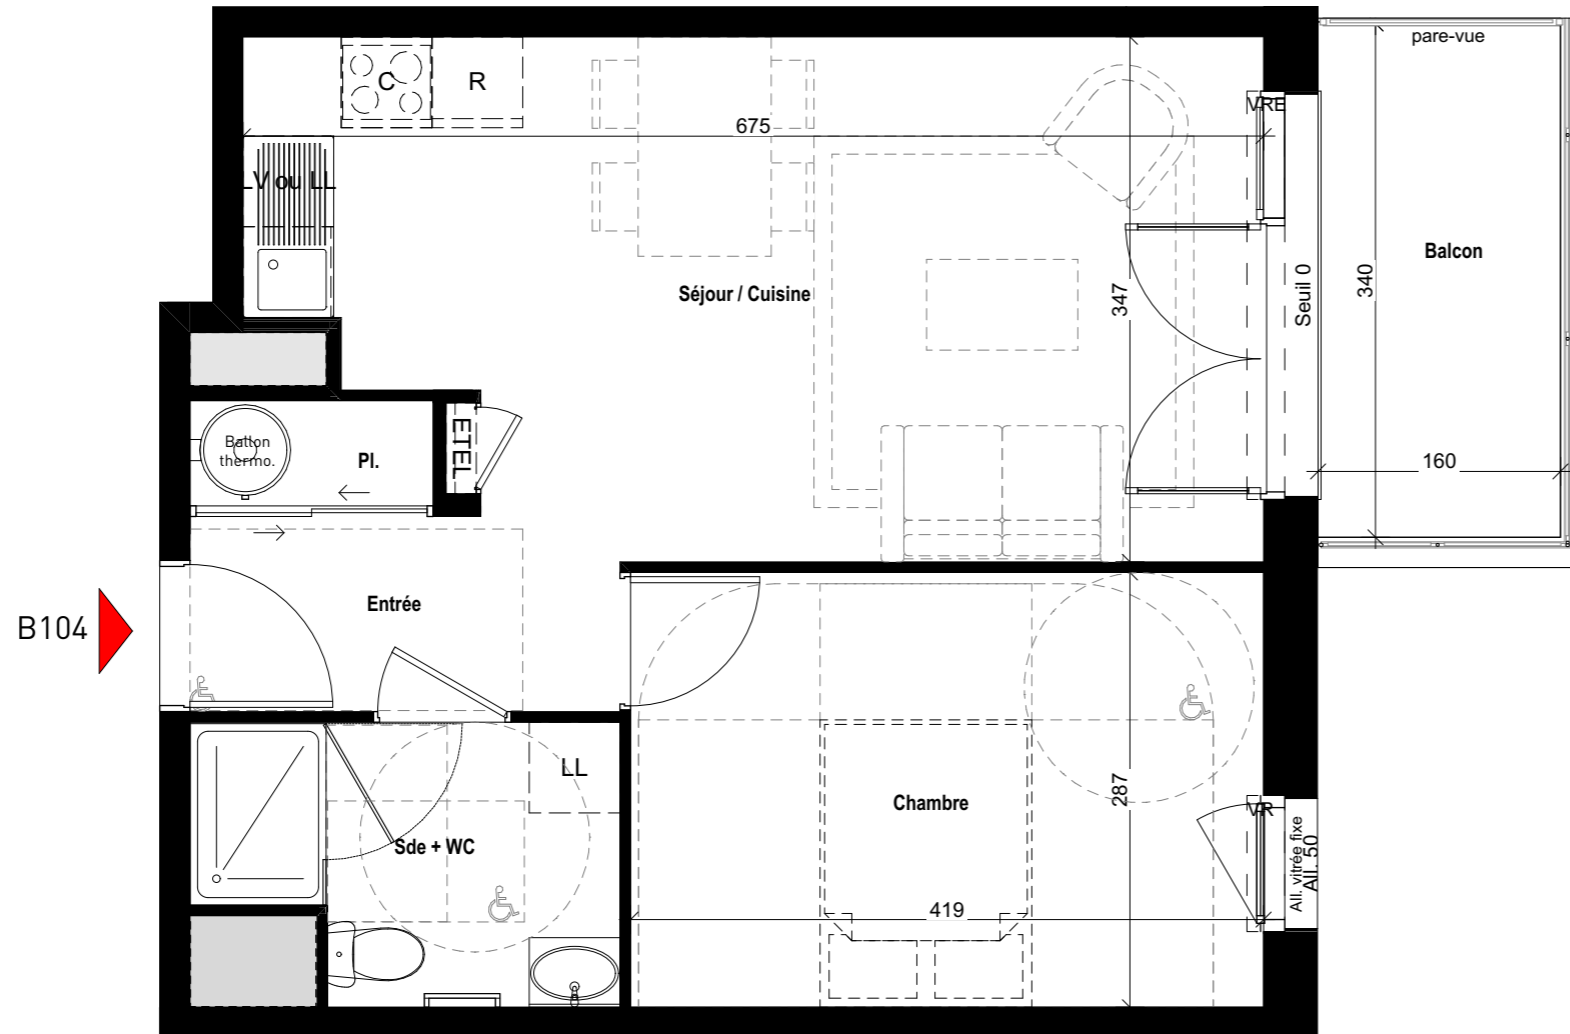 pare-vue
C
R
VRE
675
LV ou LL
Balcon
340
Séjour / Cuisine
347
Seuil 0
ETEL
Ballon
thermo.
Pl.
160
Entrée
B104
LL
287
Chambre
VR
All. vitrée fixe
All. 50
Sde + WC
419